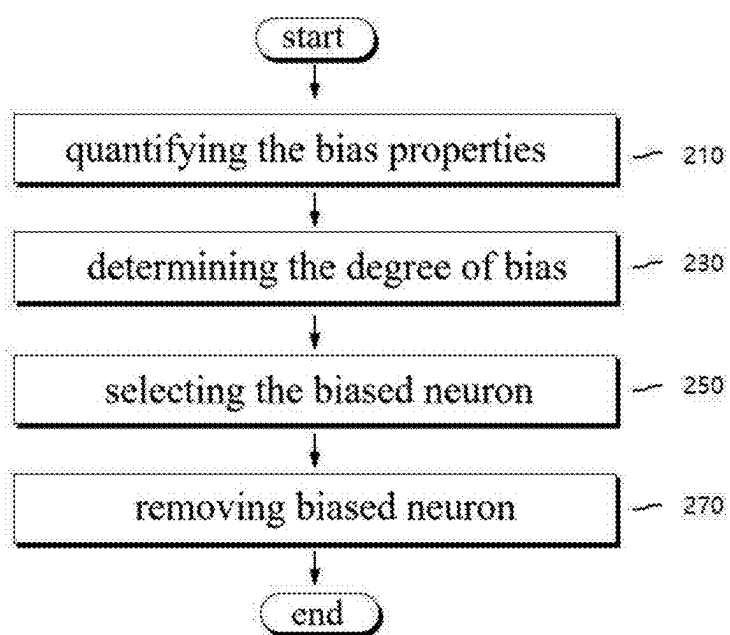 start
quantifying the bias properties
210
determining the degree of bias
230
selecting the biased neuron
250
removing biased neuron
270
end